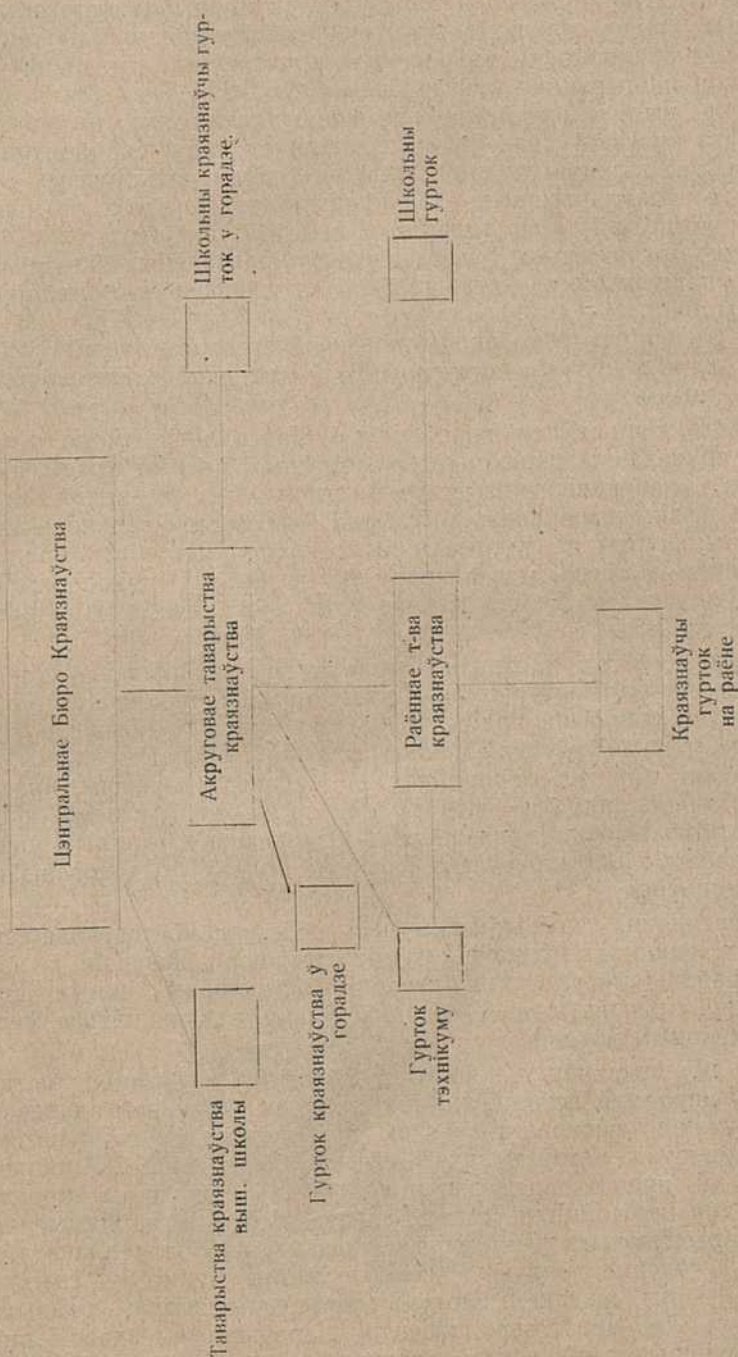 Цэнтральнае Бюро Краязнаўства
Таварыства краязнаўства
выш. школы
Акруговае таварыства
краязнаўства
Школьны краязнаўчы гур-
ток у горадзе.
Гурток краязнаўства ў
горадзе
Гурток
тэхнікуму
Раённае т-ва
краязнаўства
Школьны
гурток
Краязнаўчы
гурток
на раёне